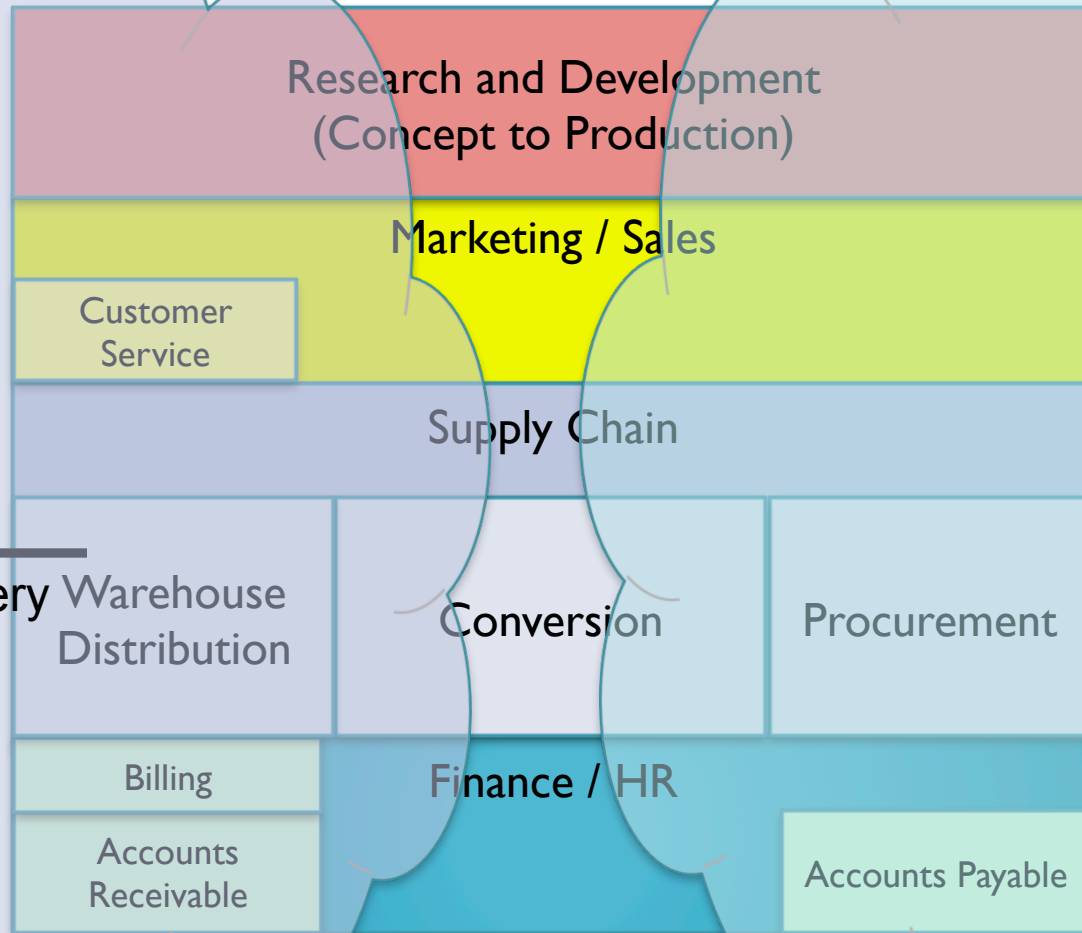 Research and Development
(Concept to Production)
Marketing / Sales
Customer
Service
Supply Chain
ery
Warehouse
Distribution
Conversion
Procurement
Billing
Finance / HR
Accounts
Receivable
Accounts Payable